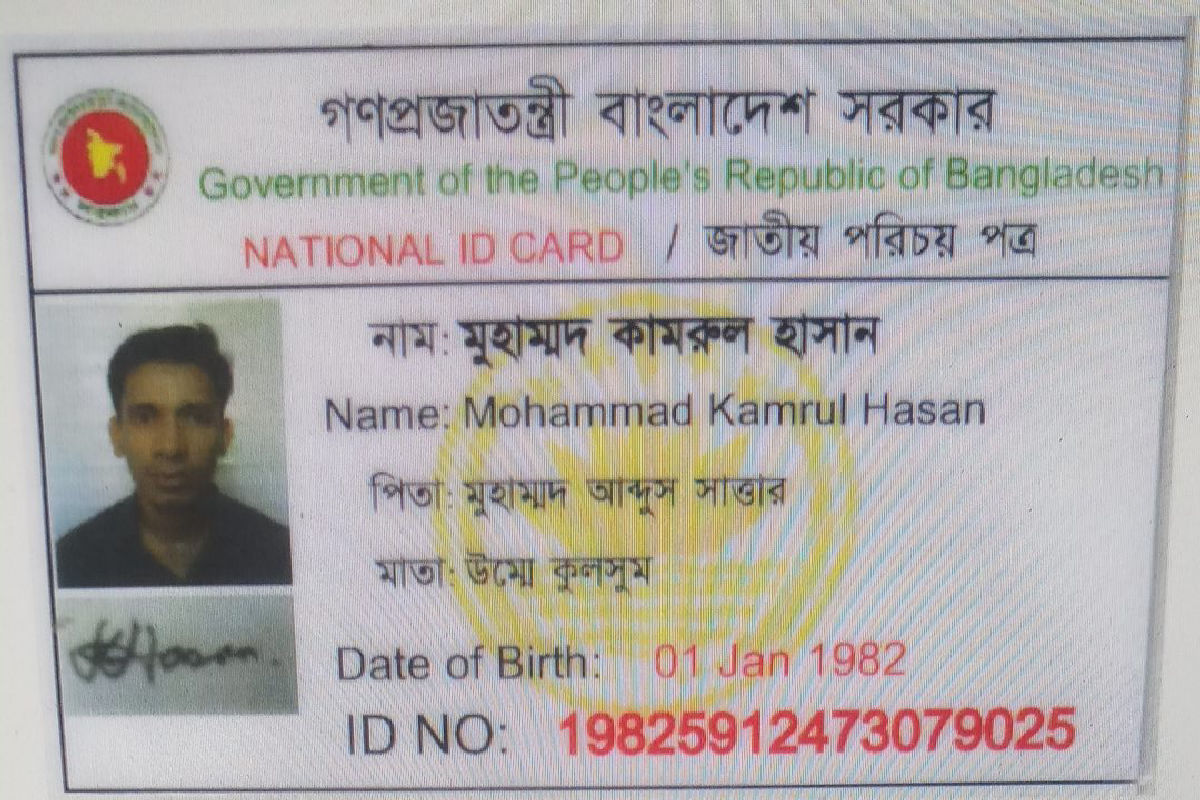 গণপ্রজাতন্ত্রী বাংলাদেশ সরকার
Government of the People's Republic of Bangladesh
NATIONAL ID CARD / জাতীয় পরিচয় পত্র
নাম: মুহাম্মদ কামরুল হাসান
Name: Mohammad Kamrul Hasan
পিতা: মুহাম্মদ আব্দুস সাত্তার
মাতা: উম্মে কুলসুম
Date of Birth: 01 Jan 1982
ID NO: 19825912473079025